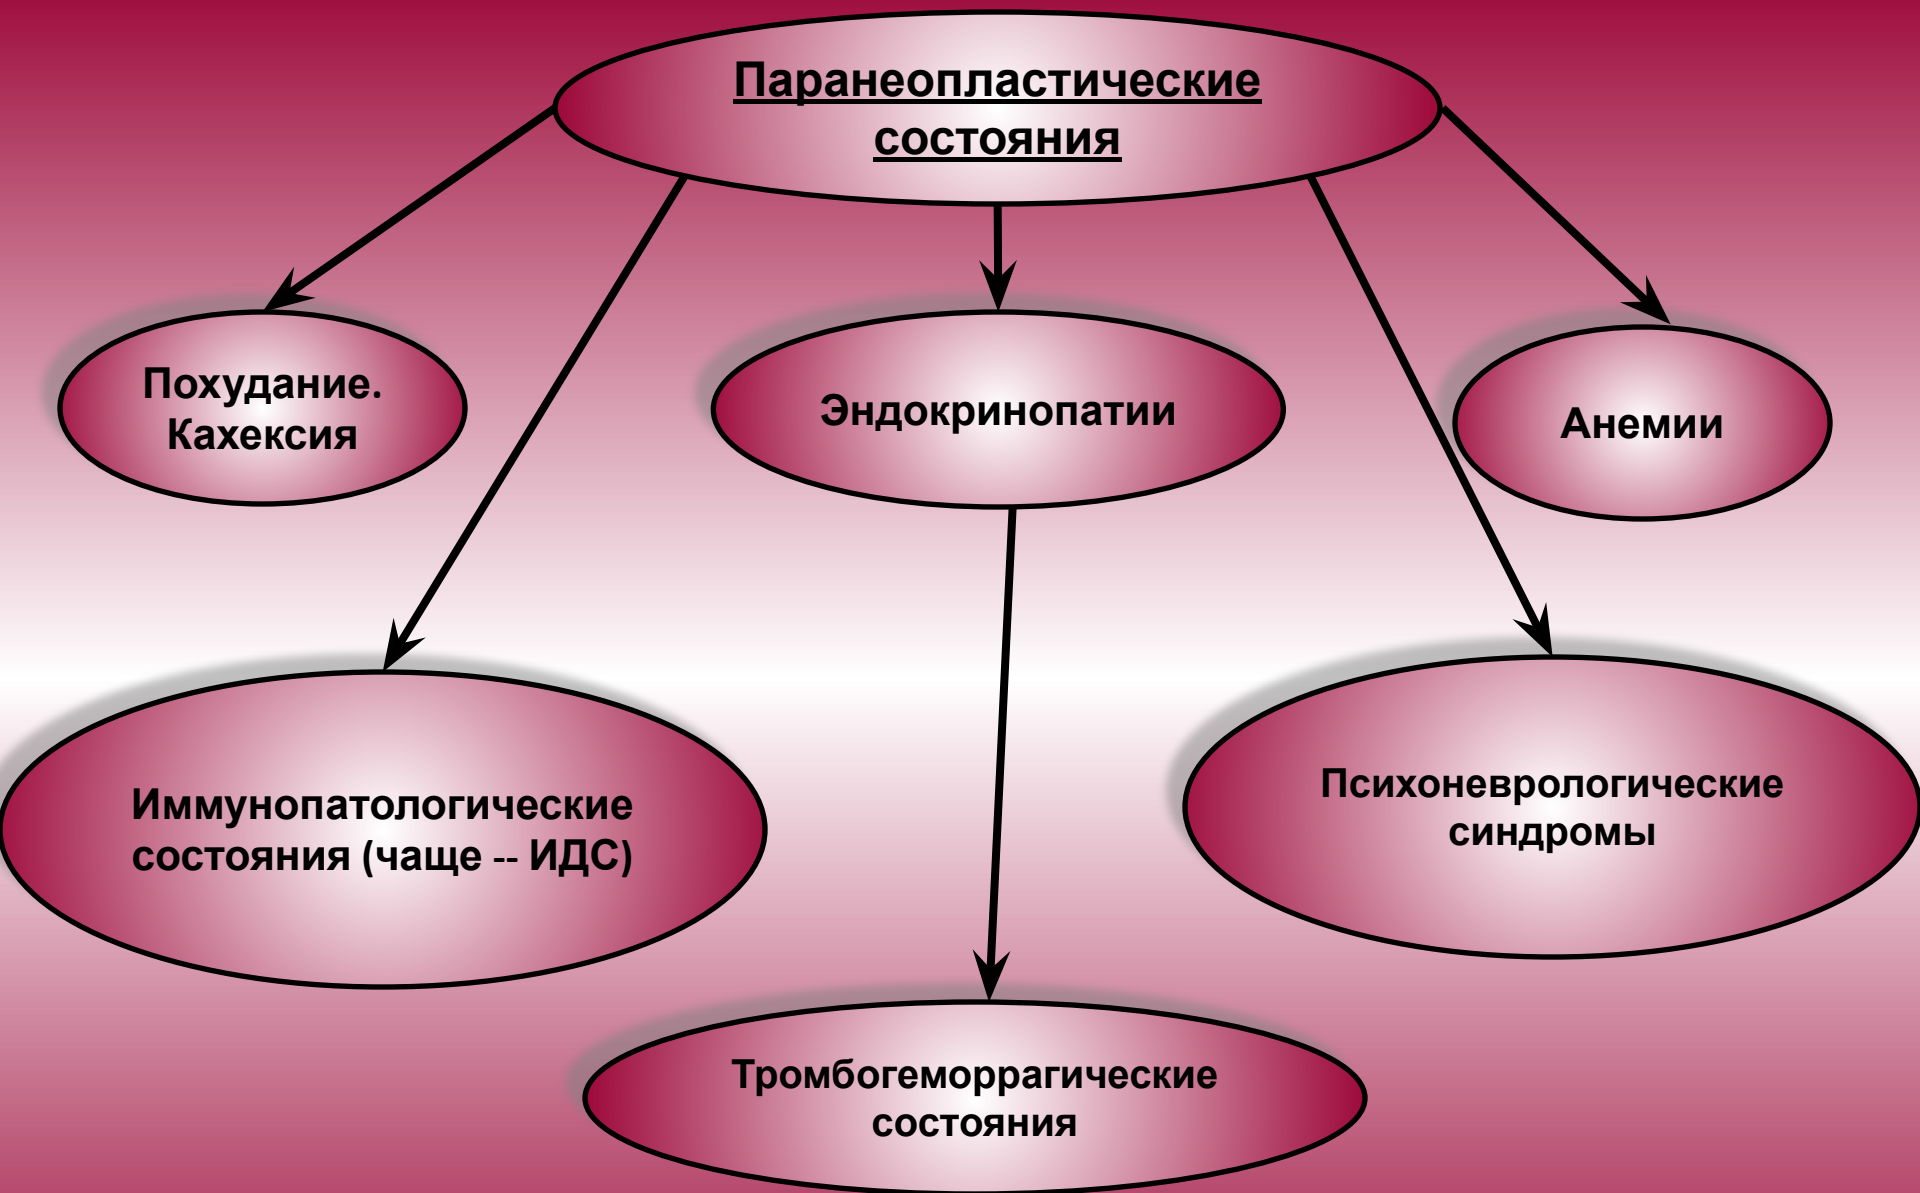 Паранеопластические
состояния
Похудание.
Кахексия
Эндокринопатии
Анемии
Иммунопатологические
состояния (чаще -- ИДС)
Психоневрологические
синдромы
Тромбогеморрагические
состояния